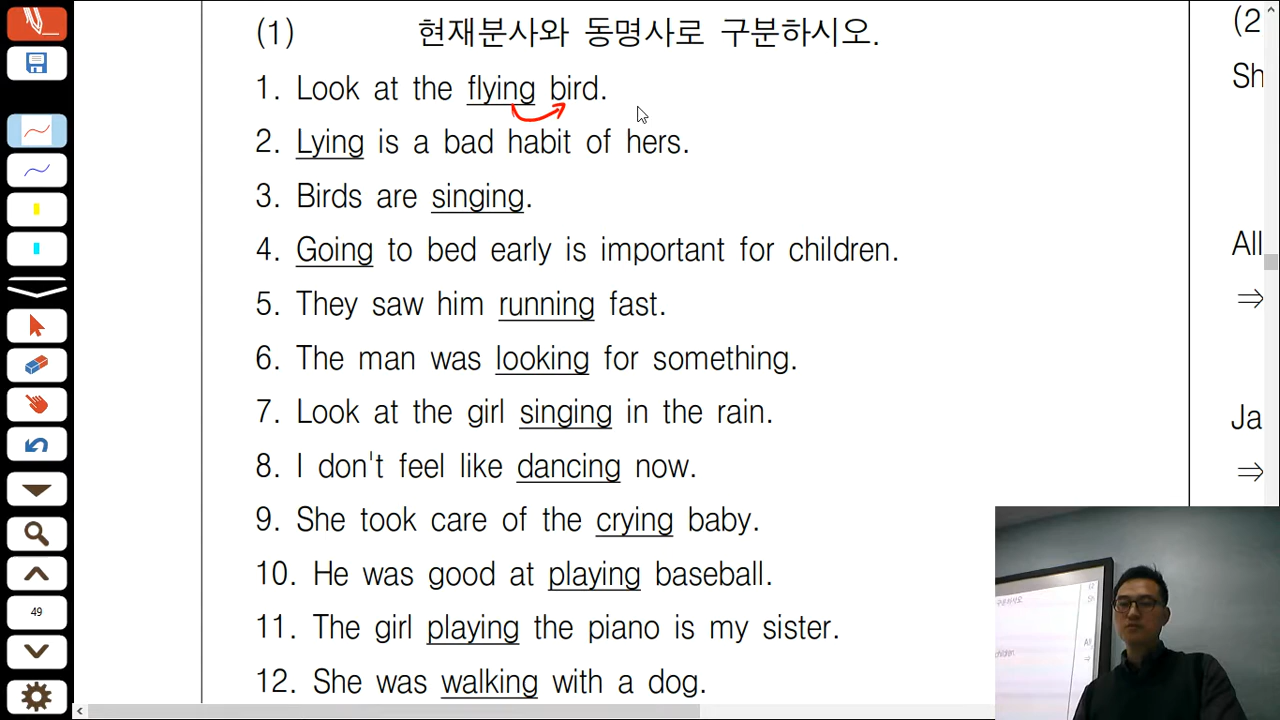 (1) 현재분사와 동명사로 구분하시오.
1. Look at the flying bird.
2. Lying is a bad habit of hers.
3. Birds are singing.
4. Going to bed early is important for children.
5. They saw him running fast.
6. The man was looking for something.
7. Look at the girl singing in the rain.
8. I don't feel like dancing now.
9. She took care of the crying baby.
10. He was good at playing baseball.
11. The girl playing the piano is my sister.
12. She was walking with a dog.
(2
Sh
All
⇒
Ja
⇒
49